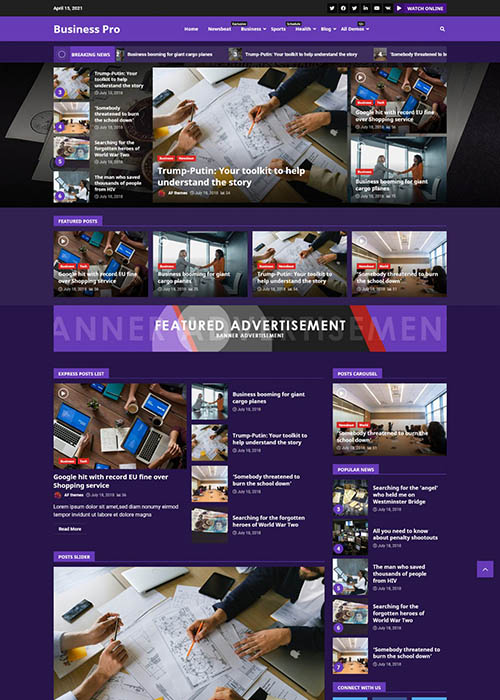 April 15, 2021
WATCH ONLINE
Business Pro
Exclusive
Schedule
Home Newsbeat Business Sports Health Blog All Demos
BREAKING NEWS
Business booming for giant cargo planes
Trump-Putin: Your toolkit to help understand the story
'Somebody threatened to b
3
Trump-Putin: Your
toolkit to help
understand the story
July 18, 2018
4
'Somebody
threatened to burn
the school down'
July 18, 2018
5
Searching for the
forgotten heroes of
World War Two
July 18, 2018
6
The man who saved
thousands of people
from HIV
July 18, 2018
Business Newsbeat
Trump-Putin: Your toolkit to help
understand the story
AF themes July 18, 2018
Business Tech
Google hit with record EU fine
over Shopping service
July 18, 2018
Business
Business booming for giant
cargo planes
July 18, 2018
FEATURED POSTS
Business Tech
Google hit with record EU fine
over Shopping service
July 18, 2018
Business
Business booming for giant
cargo planes
July 18, 2018
Business Newsbeat
Trump-Putin: Your toolkit to
help understand the story
July 18, 2018
Newsbeat World
'Somebody threatened to burn
the school down'
July 18, 2018
ANNER ADVERTISEMEN
FEATURED ADVERTISEMENT
BANNER ADVERTISEMENT
EXPRESS POSTS LIST
Business Tech
Google hit with record EU fine over
Shopping service
AF themes July 18, 2018
Lorem ipsum dolor sit amet,sed diam nonumy eirmod
tempor invidunt ut labore et dolore magna
Read More
Business booming for giant
cargo planes
July 18, 2018
Trump-Putin: Your toolkit to
help understand the story
July 18, 2018
'Somebody threatened to
burn the school down'
July 18, 2018
Searching for the forgotten
heroes of World War Two
July 18, 2018
POSTS SLIDER
POSTS CAROUSEL
Newsbeat World
'Somebody threatened to burn the
school down'
July 18, 2018
POPULAR NEWS
3
Searching for the 'angel'
who held me on
Westminster Bridge
July 18, 2018
4
All you need to know
about penalty shootouts
July 18, 2018
5
The man who saved
thousands of people
from HIV
July 18, 2018
6
Searching for the
forgotten heroes of
World War Two
July 18, 2018
7
'Somebody threatened to
burn the school down'
July 18, 2018
CONNECT WITH US